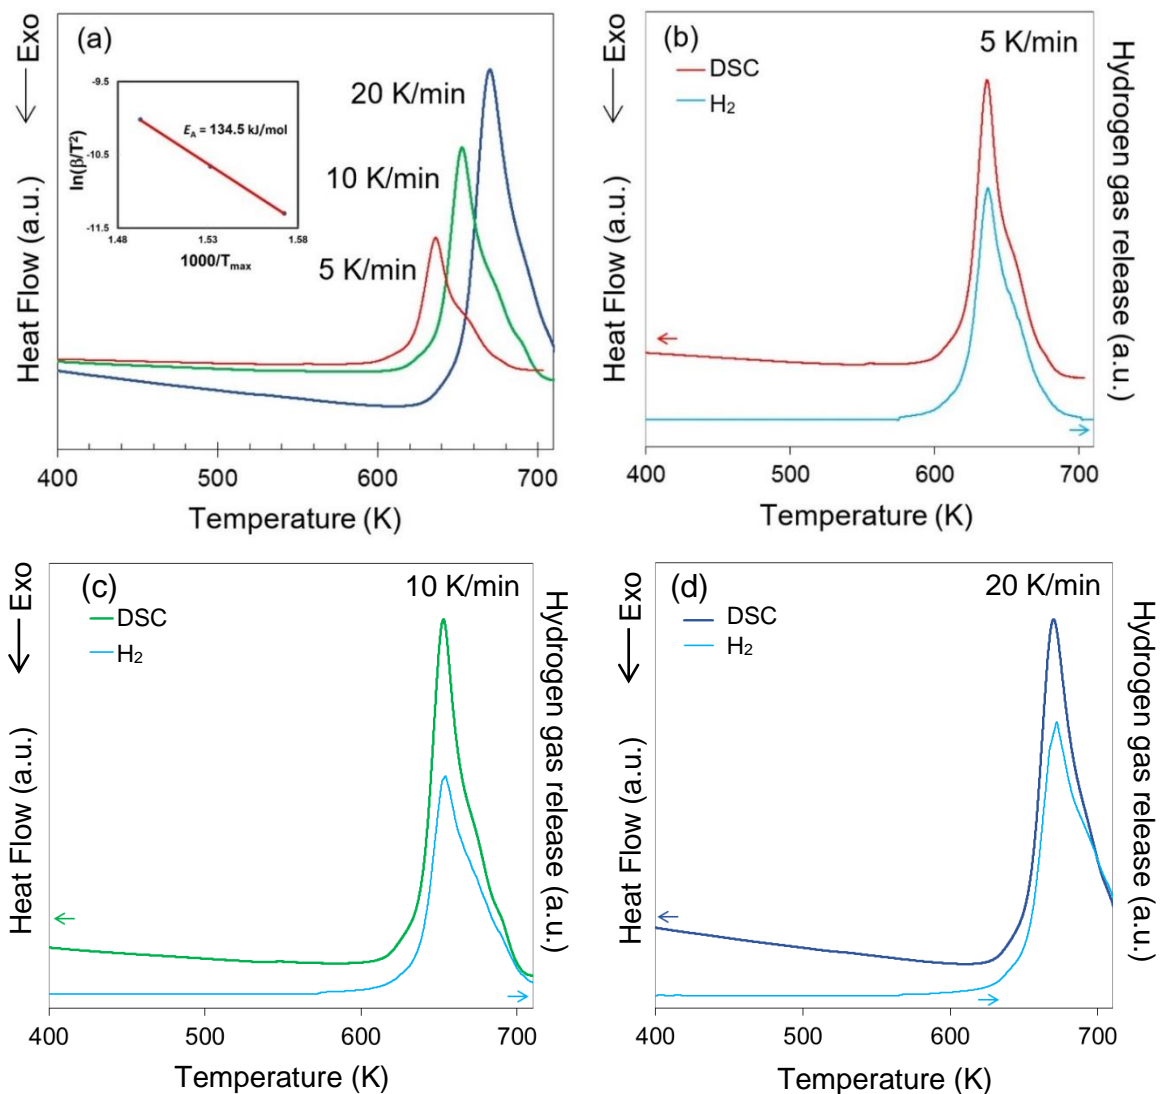 (a)
← Exo
Heat Flow (a.u.)
20 K/min
10 K/min
5 K/min
-9.5
-10.5
-11.5
ln(β/T²)
E_A = 134.5 kJ/mol
1.48
1.53
1.58
1000/T_max
400
500
600
700
Temperature (K)
(b)
5 K/min
DSC
H₂
← Exo
Heat Flow (a.u.)
Hydrogen gas release (a.u.)
400
500
600
700
Temperature (K)
(c)
10 K/min
DSC
H₂
← Exo
Heat Flow (a.u.)
Hydrogen gas release (a.u.)
400
500
600
700
Temperature (K)
(d)
20 K/min
DSC
H₂
← Exo
Heat Flow (a.u.)
Hydrogen gas release (a.u.)
400
500
600
700
Temperature (K)